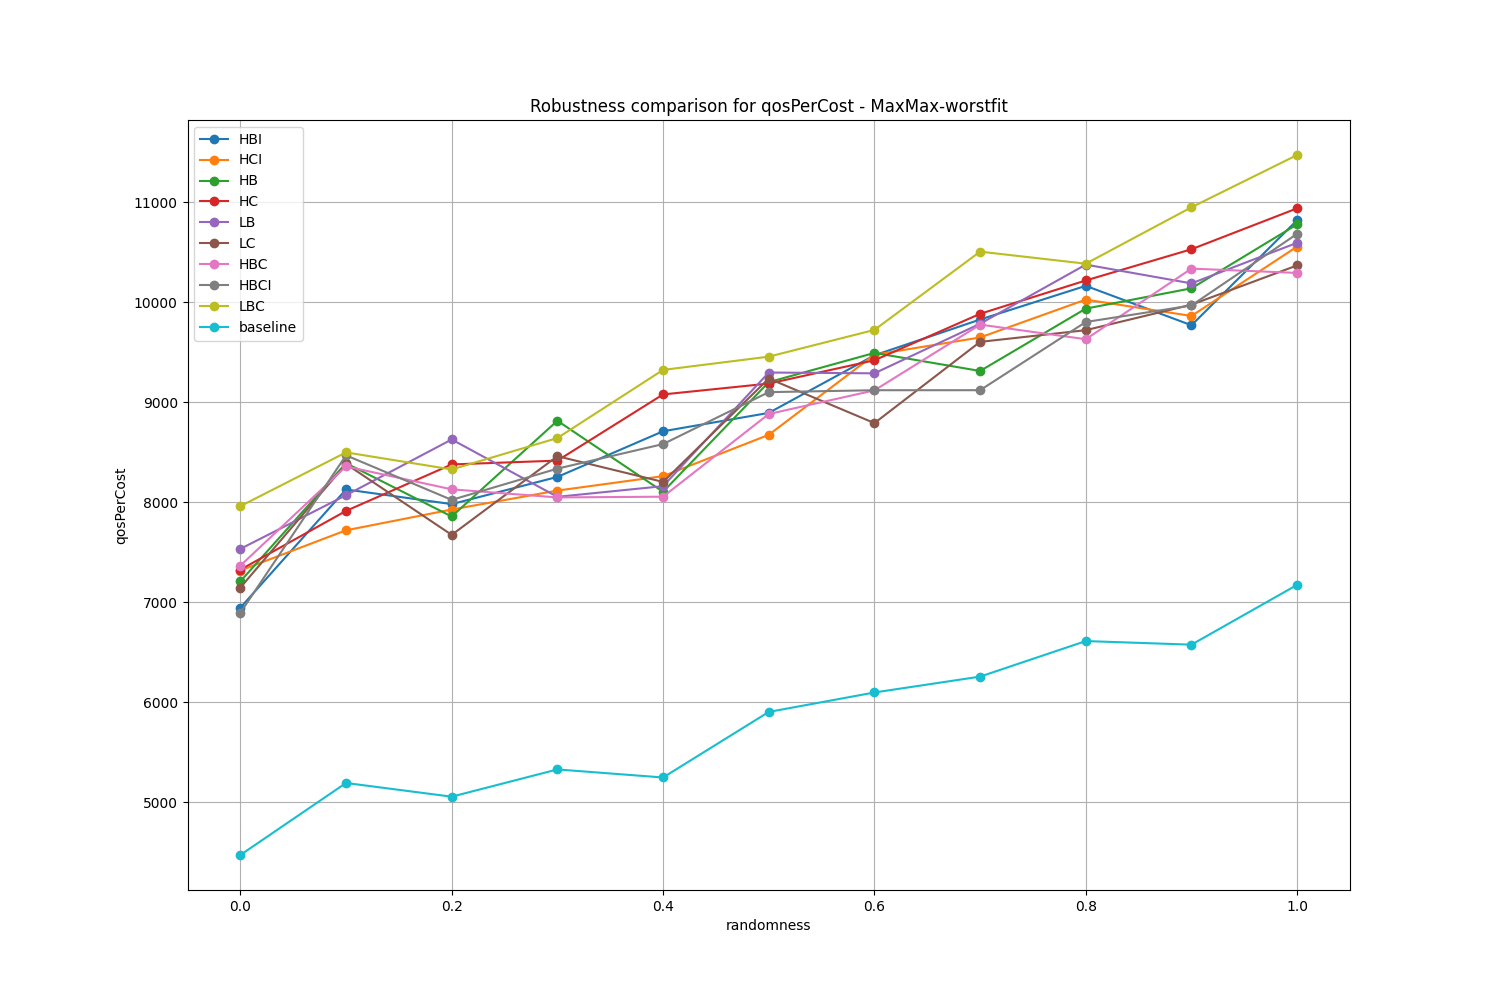 Robustness comparison for qosPerCost - MaxMax-worstfit
HBI
HCI
HB
HC
LB
LC
HBC
HBCI
LBC
baseline
11000
10000
9000
8000
7000
6000
5000
qosPerCost
0.0
0.2
0.4
0.6
0.8
1.0
randomness